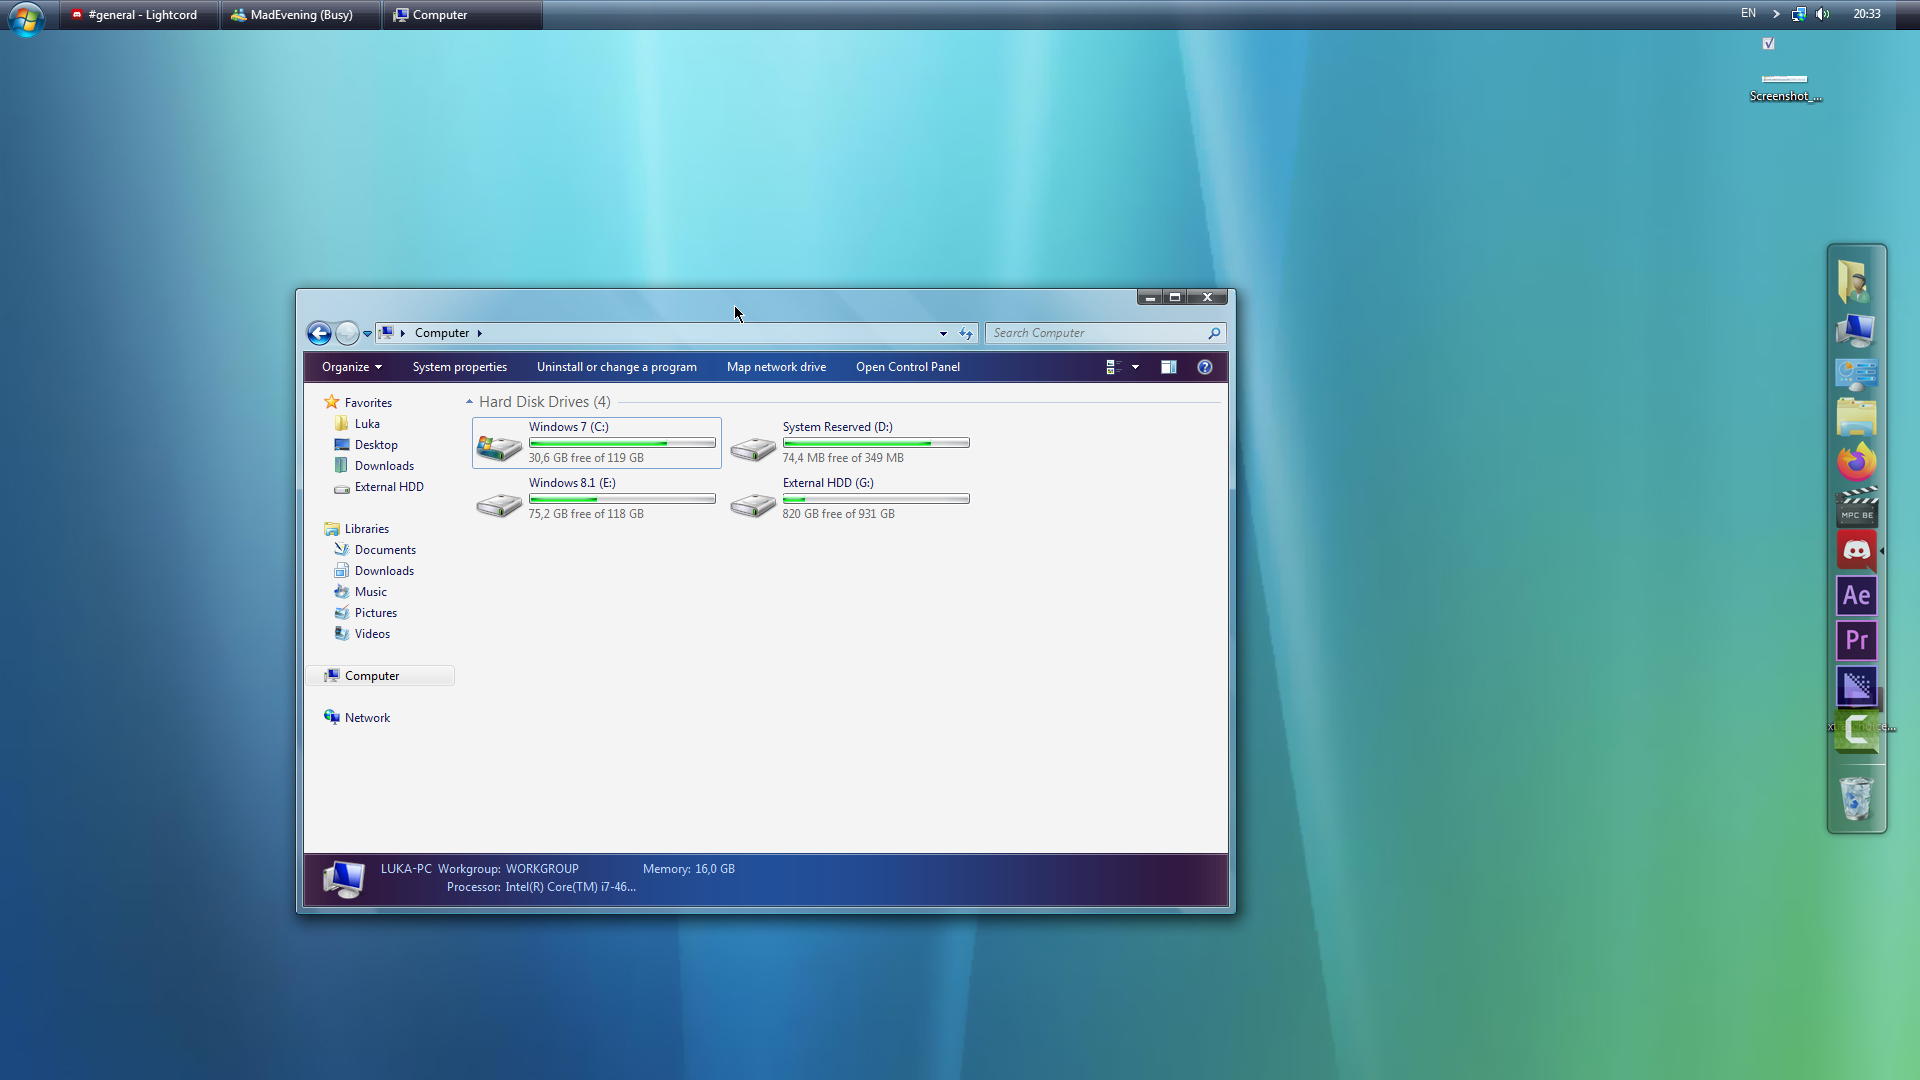 #general - Lightcord
MadEvening (Busy)
Computer
EN
20:33
Screenshot_...
Computer
Search Computer
Organize
System properties
Uninstall or change a program
Map network drive
Open Control Panel
Favorites
Luka
Desktop
Downloads
External HDD
Libraries
Documents
Downloads
Music
Pictures
Videos
Computer
Network
Hard Disk Drives (4)
Windows 7 (C:)
30,6 GB free of 119 GB
System Reserved (D:)
74,4 MB free of 349 MB
Windows 8.1 (E:)
75,2 GB free of 118 GB
External HDD (G:)
820 GB free of 931 GB
LUKA-PC Workgroup: WORKGROUP
Memory: 16,0 GB
Processor: Intel(R) Core(TM) i7-46...
MPC BE
Ae
Pr